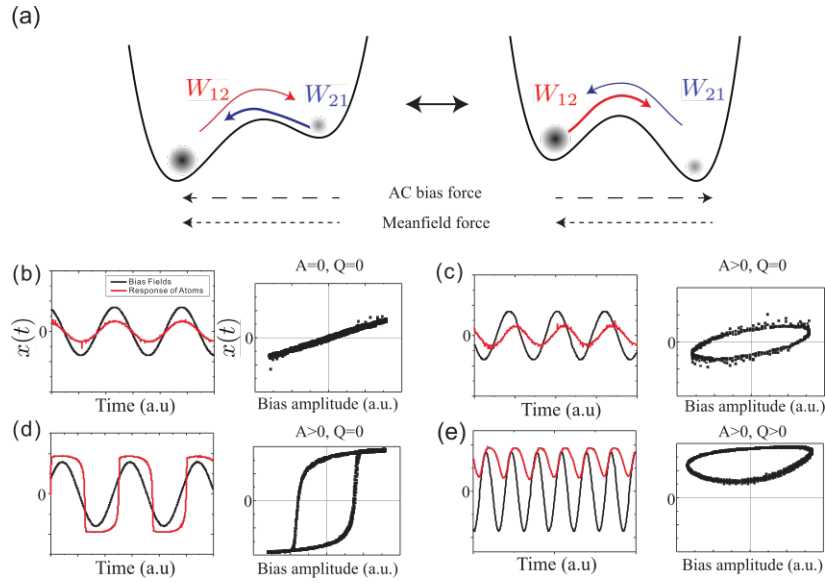 (a)
W12 W21 W12 W21
AC bias force
Meanfield force
(b) A=0, Q=0
Bias Fields
Response of Atoms
x(t) 0 x(t) 0
Time (a.u) Bias amplitude (a.u.)
(c) A>0, Q=0
0 0
Time (a.u) Bias amplitude (a.u.)
(d) A>0, Q=0
0 0
Time (a.u) Bias amplitude (a.u.)
(e) A>0, Q>0
0 0
Time (a.u) Bias amplitude (a.u.)